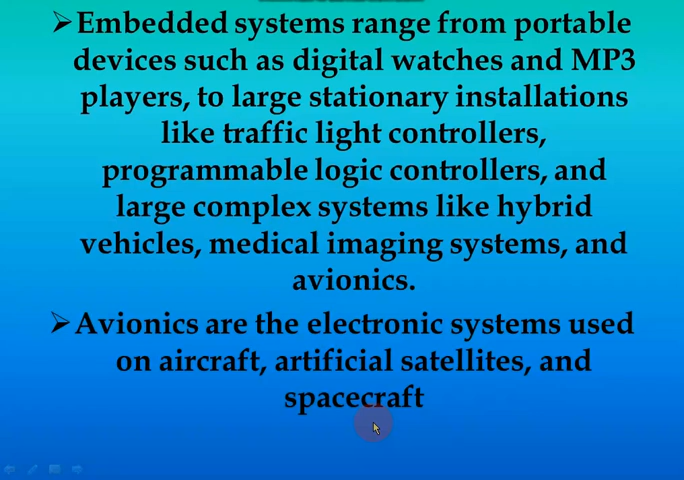 ➢Embedded systems range from portable
devices such as digital watches and MP3
players, to large stationary installations
like traffic light controllers,
programmable logic controllers, and
large complex systems like hybrid
vehicles, medical imaging systems, and
avionics.
➢Avionics are the electronic systems used
on aircraft, artificial satellites, and
spacecraft